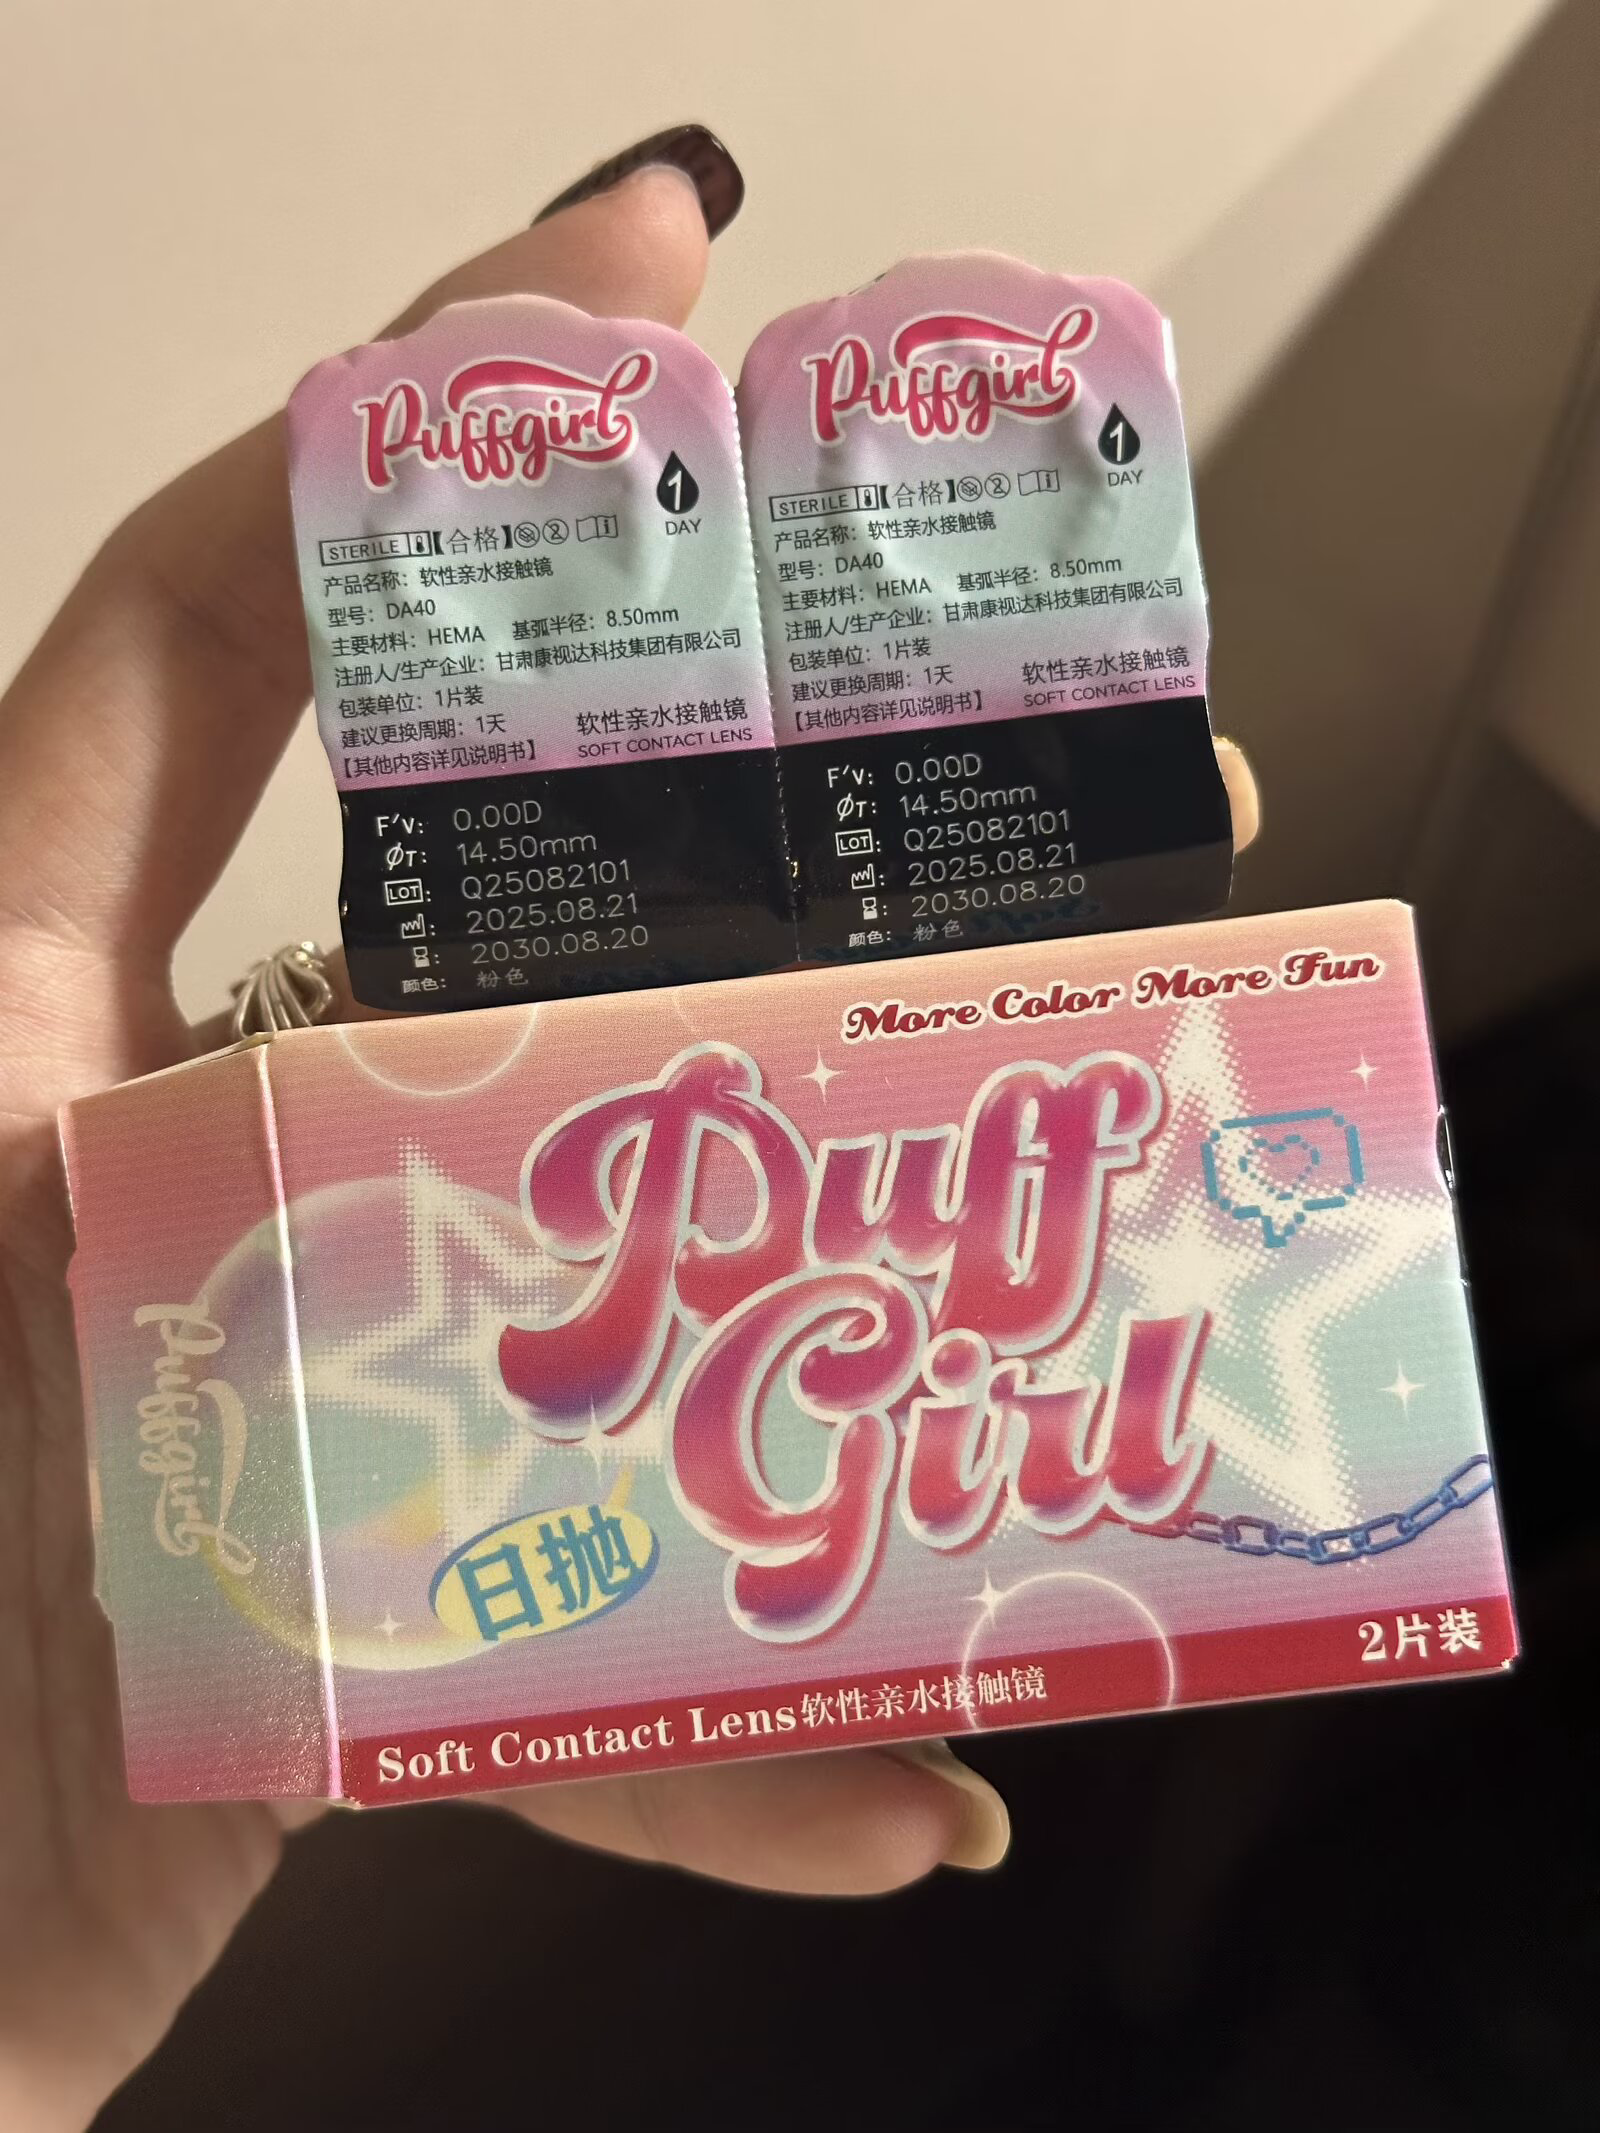 Puffgirl
1
DAY
STERILE 【合格】 2 i
产品名称：软性亲水接触镜
型号：DA40
主要材料：HEMA 基弧半径：8.50mm
注册人/生产企业：甘肃康视达科技集团有限公司
包装单位：1片装
建议更换周期：1天
【其他内容详见说明书】
软性亲水接触镜
SOFT CONTACT LENS
F'v: 0.00D
ØT: 14.50mm
LOT: Q25082101
: 2025.08.21
: 2030.08.20
颜色: 粉色
Puffgirl
1
DAY
STERILE 【合格】 2 i
产品名称：软性亲水接触镜
型号：DA40
主要材料：HEMA 基弧半径：8.50mm
注册人/生产企业：甘肃康视达科技集团有限公司
包装单位：1片装
建议更换周期：1天
【其他内容详见说明书】
软性亲水接触镜
SOFT CONTACT LENS
F'v: 0.00D
ØT: 14.50mm
LOT: Q25082101
: 2025.08.21
: 2030.08.20
颜色: 粉色
More Color More Fun
Puff
Girl
日抛
2片装
Soft Contact Lens软性亲水接触镜
Puffgirl